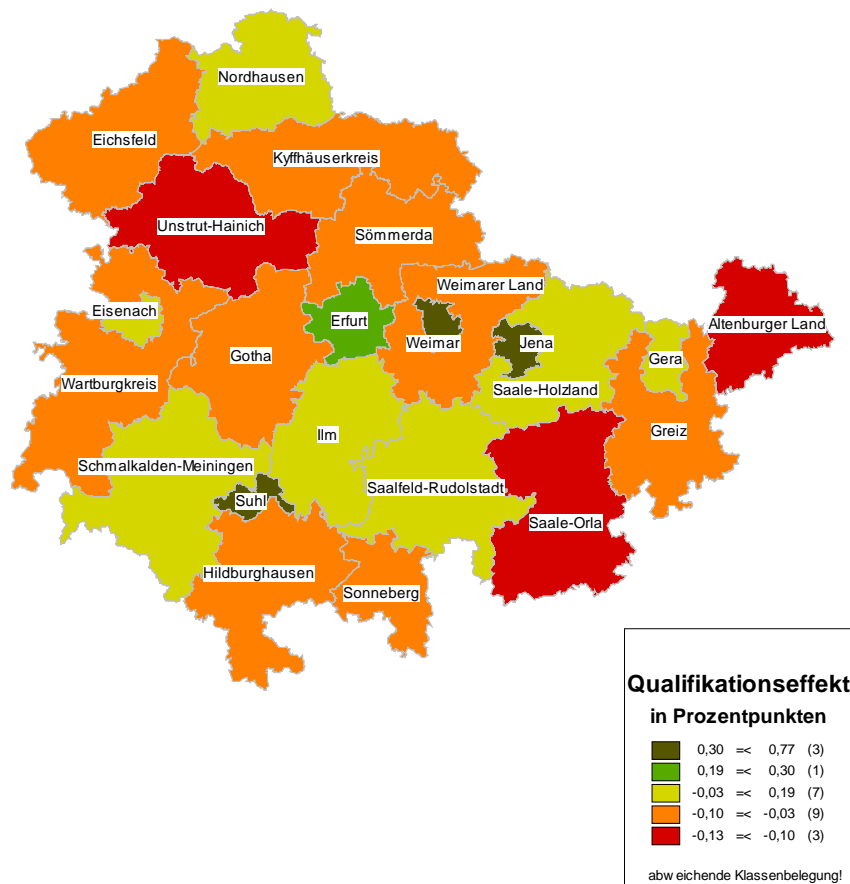 Nordhausen
Eichsfeld
Kyffhäuserkreis
Unstrut-Hainich
Sömmerda
Weimarer Land
Eisenach
Erfurt
Altenburger Land
Weimar
Jena
Gotha
Gera
Wartburgkreis
Saale-Holzland
Ilm
Greiz
Schmalkalden-Meiningen
Saalfeld-Rudolstadt
Suhl
Saale-Orla
Hildburghausen
Sonneberg
Qualifikationseffekt
in Prozentpunkten
0,30 =< 0,77 (3)
0,19 =< 0,30 (1)
-0,03 =< 0,19 (7)
-0,10 =< -0,03 (9)
-0,13 =< -0,10 (3)
abw eichende Klassenbelegung!